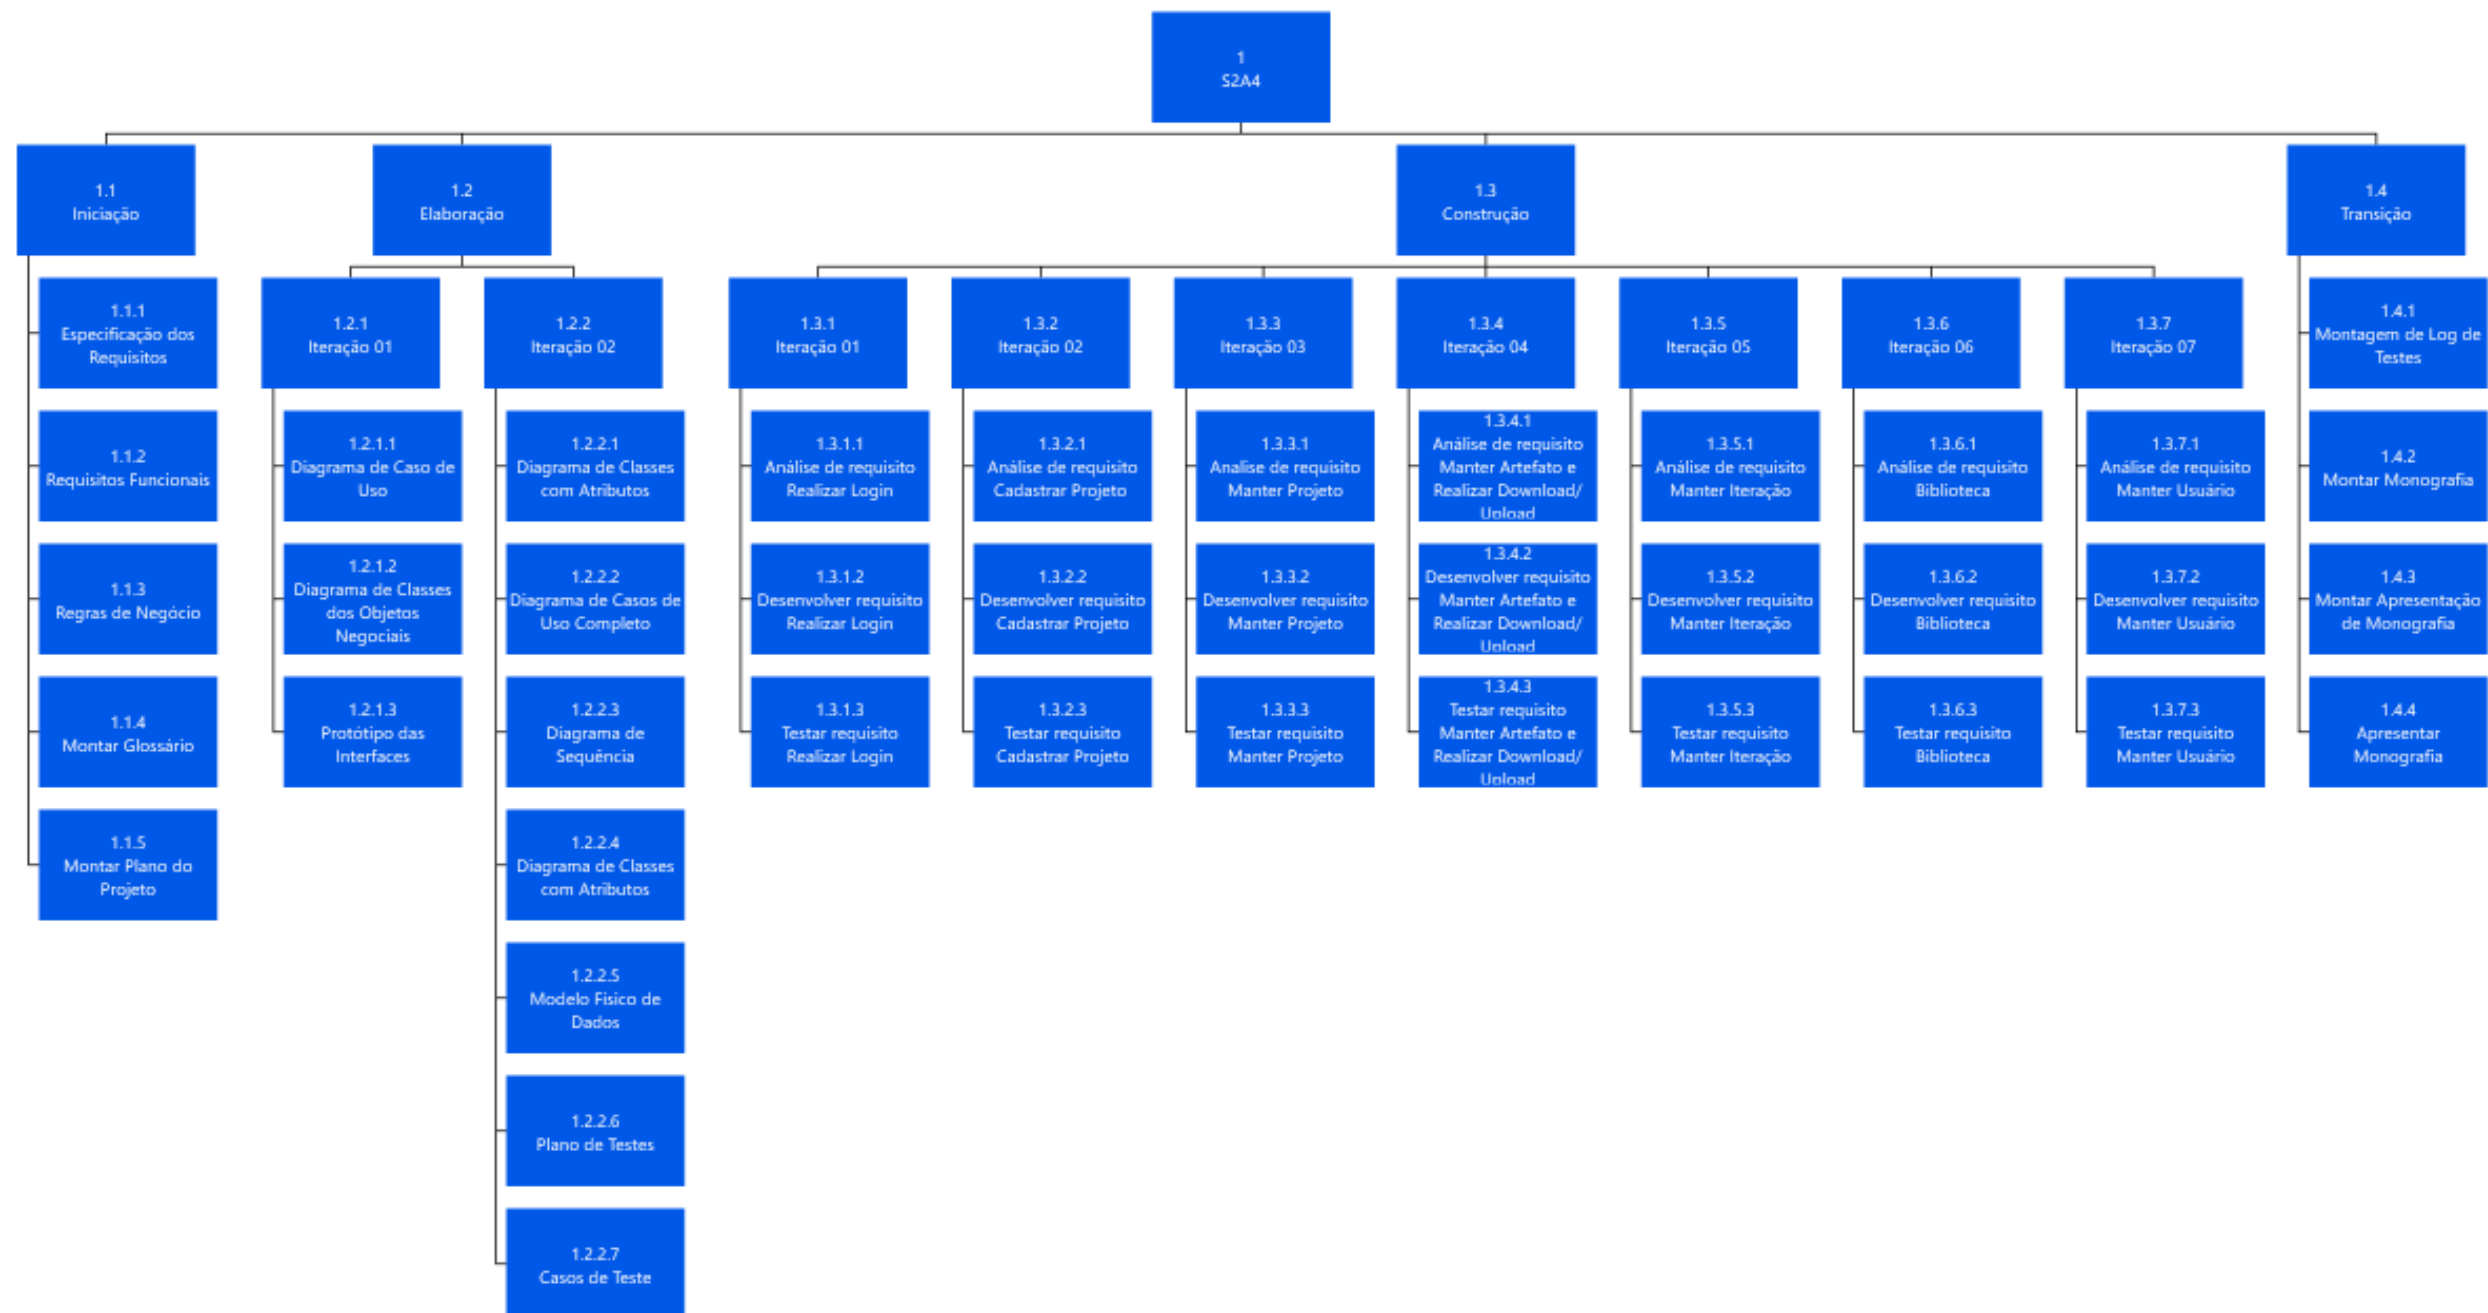 1
S2A4
1.1
Iniciação
1.2
Elaboração
1.3
Construção
1.4
Transição
1.1.1
Especificação dos
Requisitos
1.1.2
Requisitos Funcionais
1.1.3
Regras de Negócio
1.1.4
Montar Glossário
1.1.5
Montar Plano do
Projeto
1.2.1
Iteração 01
1.2.1.1
Diagrama de Caso de
Uso
1.2.1.2
Diagrama de Classes
dos Objetos
Negociais
1.2.1.3
Protótipo das
Interfaces
1.2.2
Iteração 02
1.2.2.1
Diagrama de Classes
com Atributos
1.2.2.2
Diagrama de Casos de
Uso Completo
1.2.2.3
Diagrama de
Sequência
1.2.2.4
Diagrama de Classes
com Atributos
1.2.2.5
Modelo Fisico de
Dados
1.2.2.6
Plano de Testes
1.2.2.7
Casos de Teste
1.3.1
Iteração 01
1.3.1.1
Análise de requisito
Realizar Login
1.3.1.2
Desenvolver requisito
Realizar Login
1.3.1.3
Testar requisito
Realizar Login
1.3.2
Iteração 02
1.3.2.1
Análise de requisito
Cadastrar Projeto
1.3.2.2
Desenvolver requisito
Cadastrar Projeto
1.3.2.3
Testar requisito
Cadastrar Projeto
1.3.3
Iteração 03
1.3.3.1
Analise de requisito
Manter Projeto
1.3.3.2
Desenvolver requisito
Manter Projeto
1.3.3.3
Testar requisito
Manter Projeto
1.3.4
Iteração 04
1.3.4.1
Análise de requisito
Manter Artefato e
Realizar Download/
Upload
1.3.4.2
Desenvolver requisito
Manter Artefato e
Realizar Download/
Upload
1.3.4.3
Testar requisito
Manter Artefato e
Realizar Download/
Upload
1.3.5
Iteração 05
1.3.5.1
Análise de requisito
Manter Iteração
1.3.5.2
Desenvolver requisito
Manter Iteração
1.3.5.3
Testar requisito
Manter Iteração
1.3.6
Iteração 06
1.3.6.1
Análise de requisito
Biblioteca
1.3.6.2
Desenvolver requisito
Biblioteca
1.3.6.3
Testar requisito
Biblioteca
1.3.7
Iteração 07
1.3.7.1
Análise de requisito
Manter Usuário
1.3.7.2
Desenvolver requisito
Manter Usuário
1.3.7.3
Testar requisito
Manter Usuário
1.4.1
Montagem de Log de
Testes
1.4.2
Montar Monografia
1.4.3
Montar Apresentação
de Monografia
1.4.4
Apresentar
Monografia